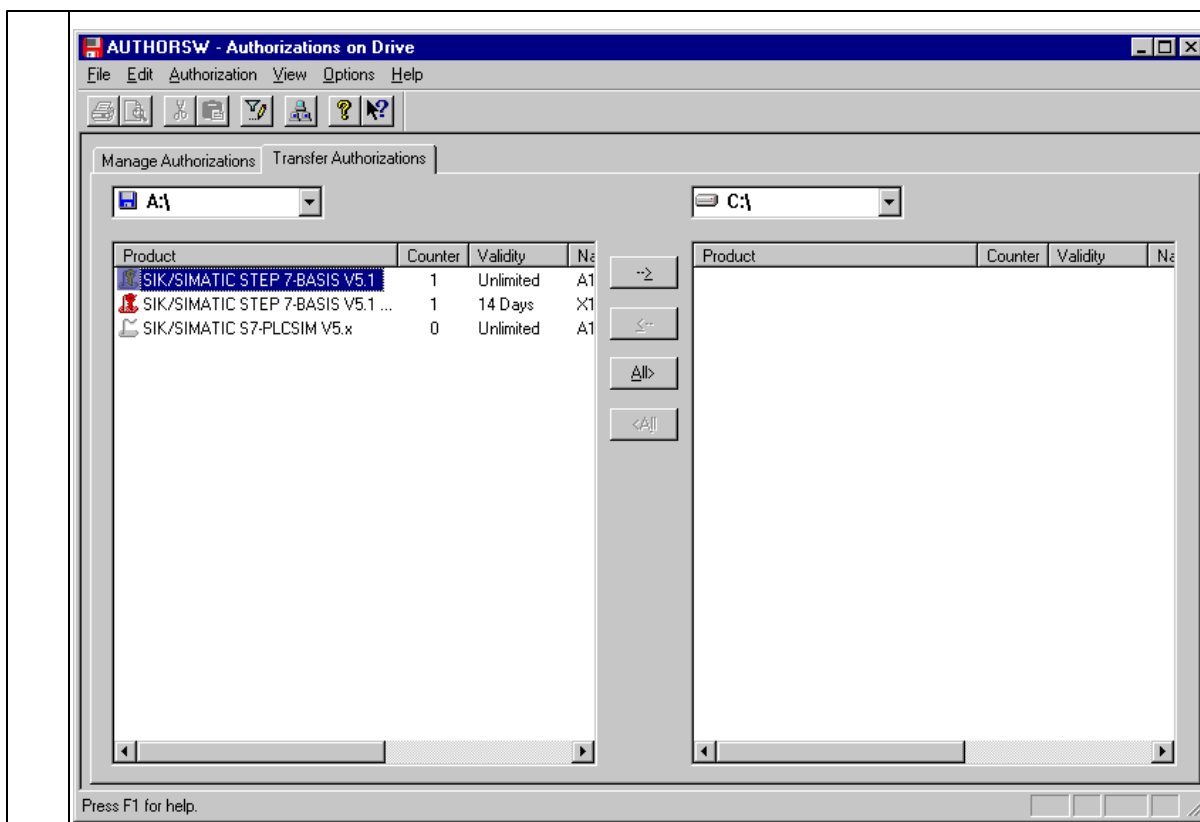 AUTHORSW - Authorizations on Drive
File Edit Authorization View Options Help
Manage Authorizations Transfer Authorizations
A:\ C:\
Product Counter Validity Na Product Counter Validity Na
SIK/SIMATIC STEP 7-BASIS V5.1 1 Unlimited A1
SIK/SIMATIC STEP 7-BASIS V5.1 ... 1 14 Days X1
SIK/SIMATIC S7-PLCSIM V5.x 0 Unlimited A1
-->
<--
All>
<All
Press F1 for help.